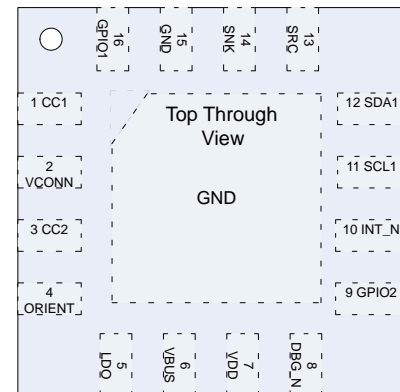 16 GPIO1
15 GND
14 SNK
13 SRC
1 CC1
2
VCONN
3 CC2
4
ORIENT
Top Through
View
GND
12 SDA1
11 SCL1
10 INT_N
9 GPIO2
5 LDO
6 VBUS
7 VDD
8 DBG_N